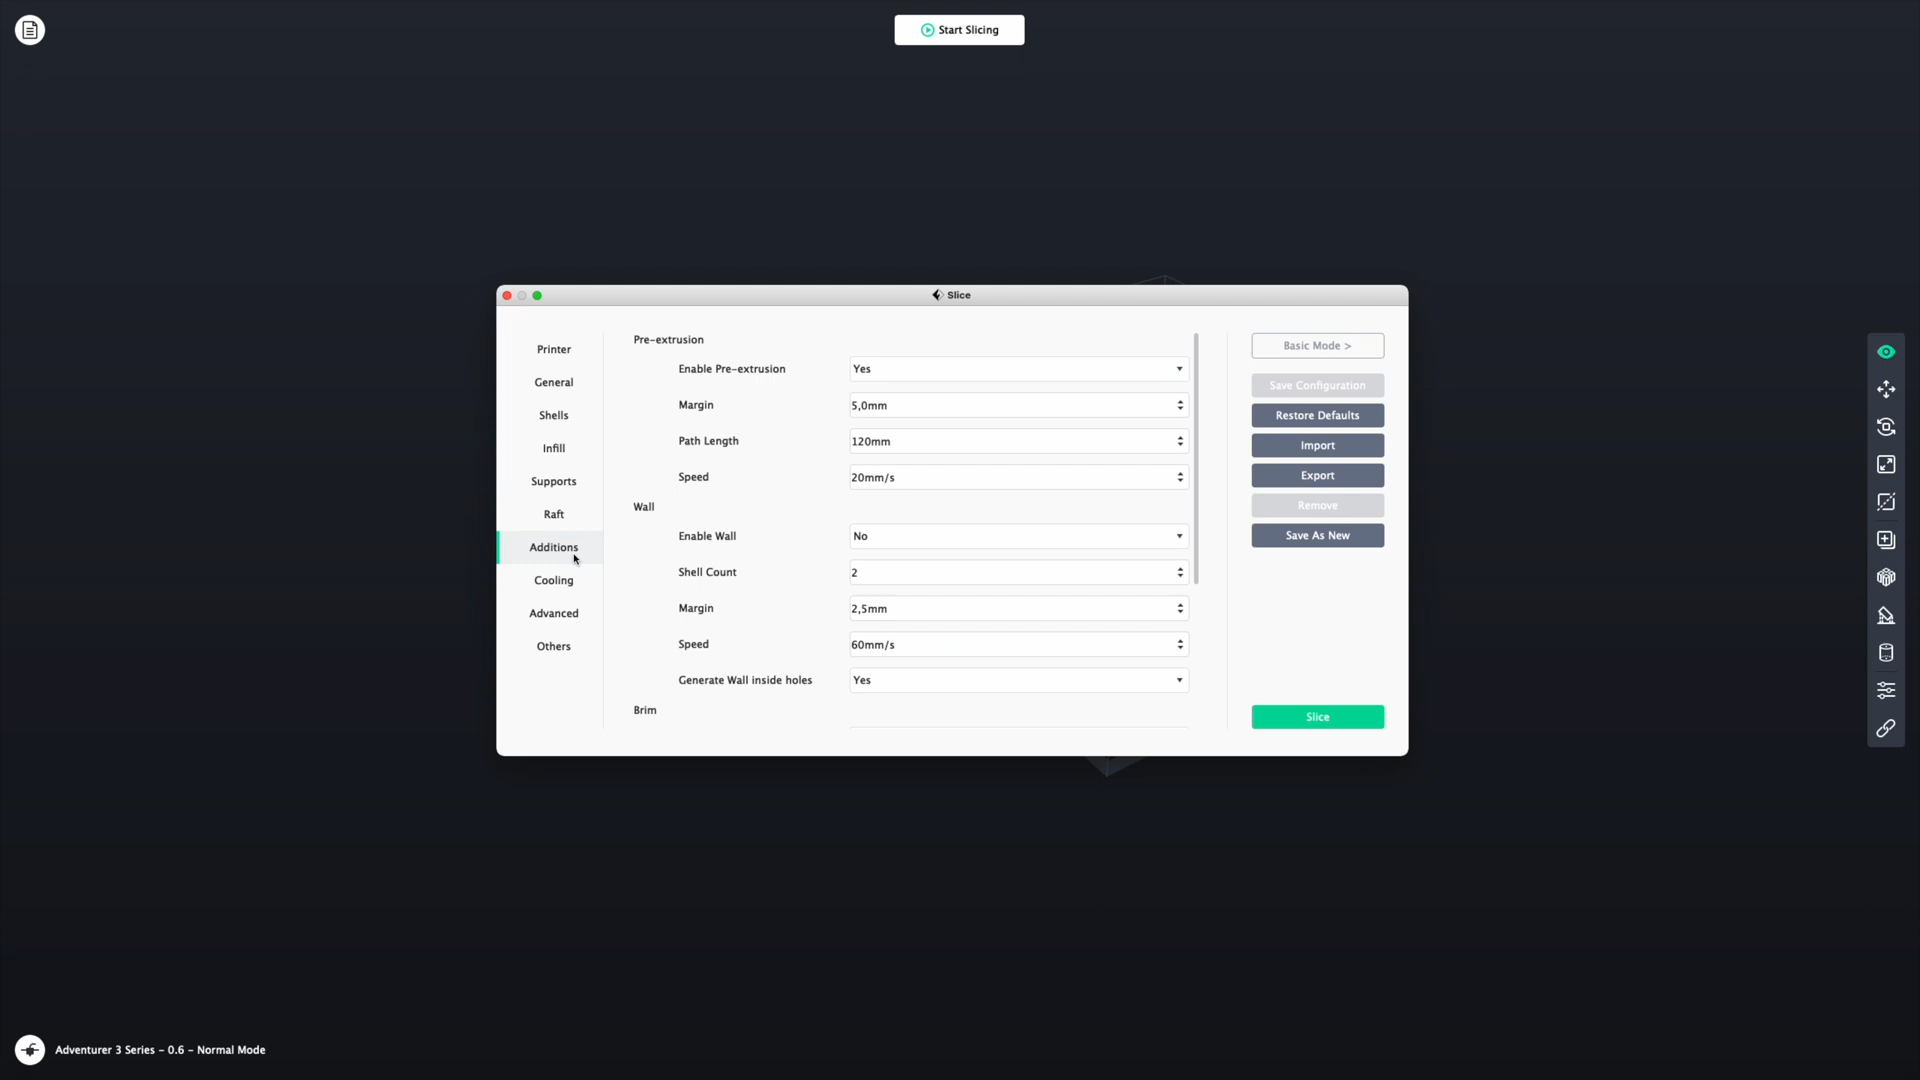 Start Slicing
Slice
Printer
General
Shells
Infill
Supports
Raft
Additions
Cooling
Advanced
Others
Pre-extrusion
Enable Pre-extrusion Yes
Margin 5,0mm
Path Length 120mm
Speed 20mm/s
Wall
Enable Wall No
Shell Count 2
Margin 2,5mm
Speed 60mm/s
Generate Wall inside holes Yes
Brim
Basic Mode >
Save Configuration
Restore Defaults
Import
Export
Remove
Save As New
Slice
Adventurer 3 Series - 0.6 - Normal Mode